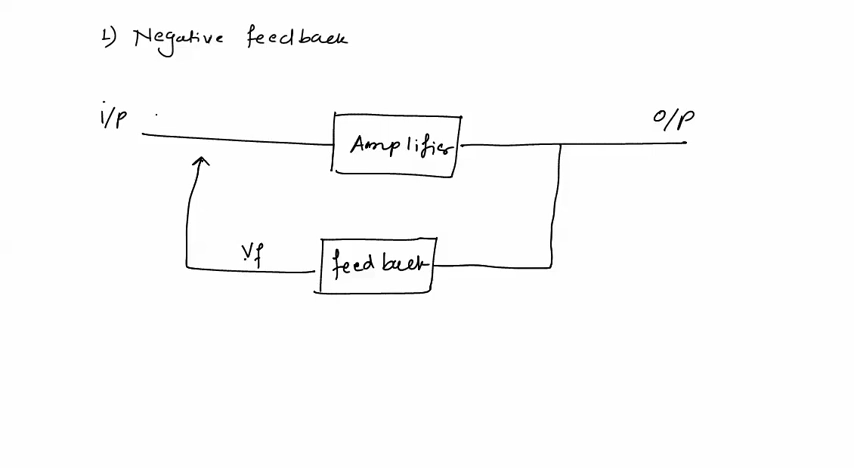 1) Negative feedback
i/p
O/P
Amplifier
Vf
feedback